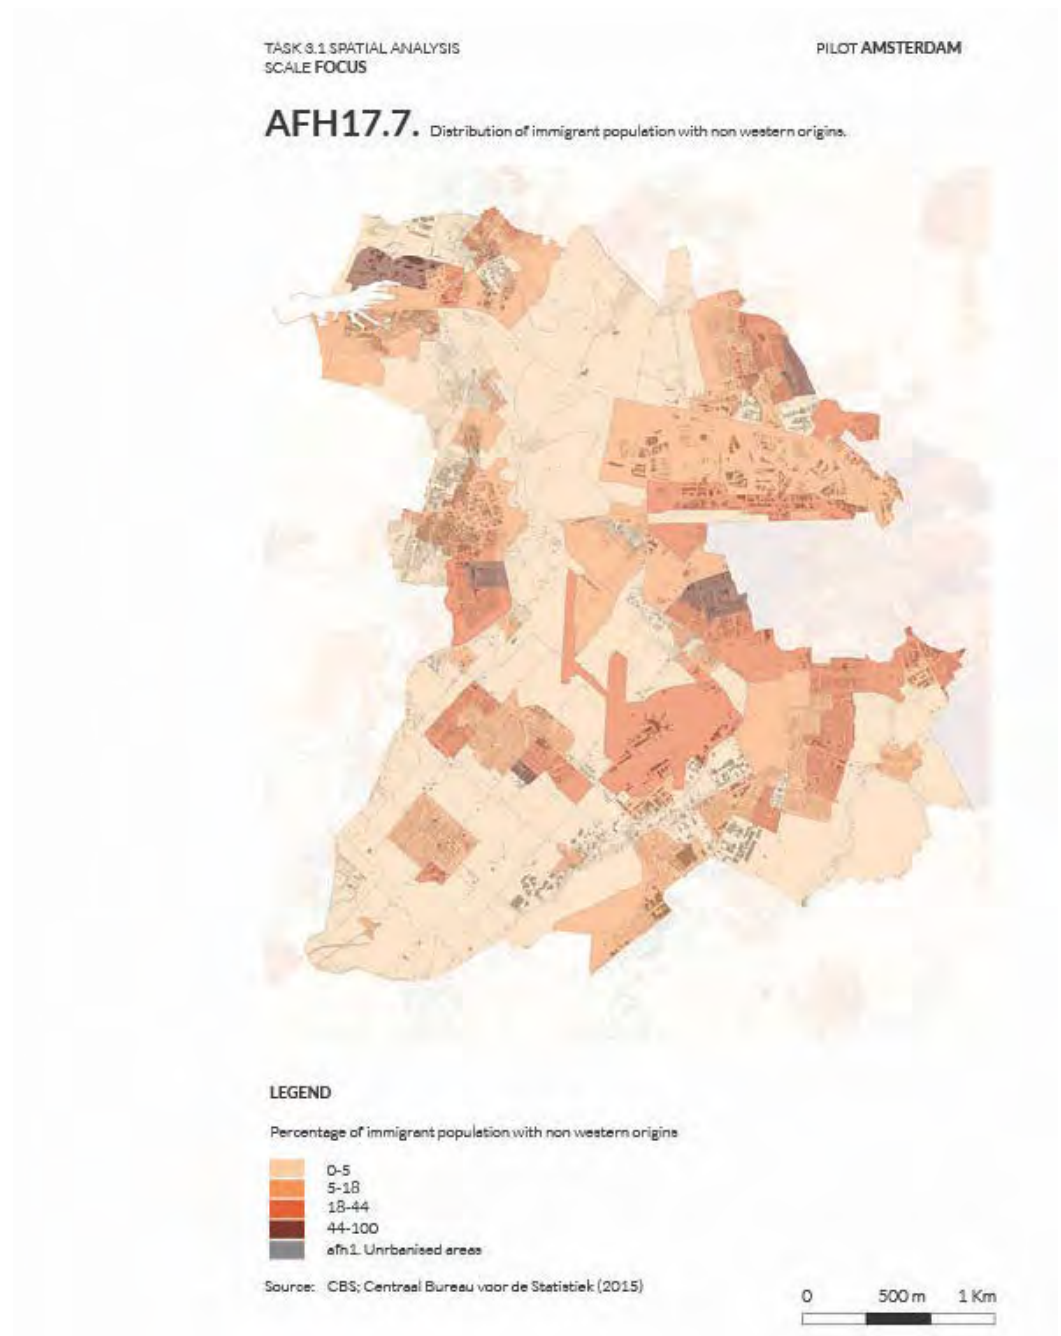 TASK 3.1 SPATIAL ANALYSIS
SCALE FOCUS
PILOT AMSTERDAM
AFH17.7. Distribution of immigrant population with non western origins.
LEGEND
Percentage of immigrant population with non western origins
0-5
5-18
18-44
44-100
afh1. Unrbanised areas
Source: CBS; Centraal Bureau voor de Statistiek (2015)
0 500 m 1 Km